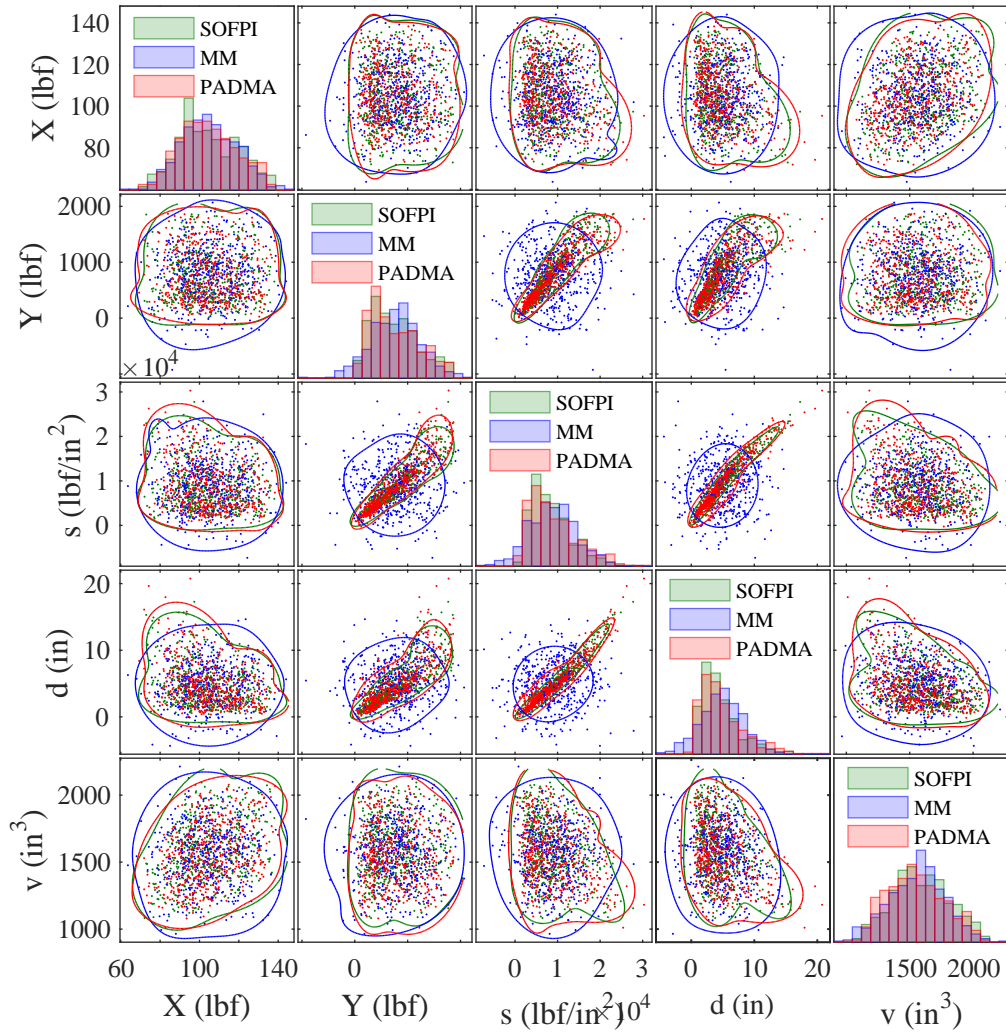 140
120
100
80
X (lbf)
SOFPI
MM
PADMA
2000
1000
0
×10^4
Y (lbf)
SOFPI
MM
PADMA
3
2
1
0
s (lbf/in^2)
SOFPI
MM
PADMA
20
10
0
d (in)
SOFPI
MM
PADMA
2000
1500
1000
v (in^3)
SOFPI
MM
PADMA
60 100 140
0
0 1 2 3
0 10 20
1500 2000
X (lbf)
Y (lbf)
s (lbf/in^2)
×10^4
d (in)
v (in^3)